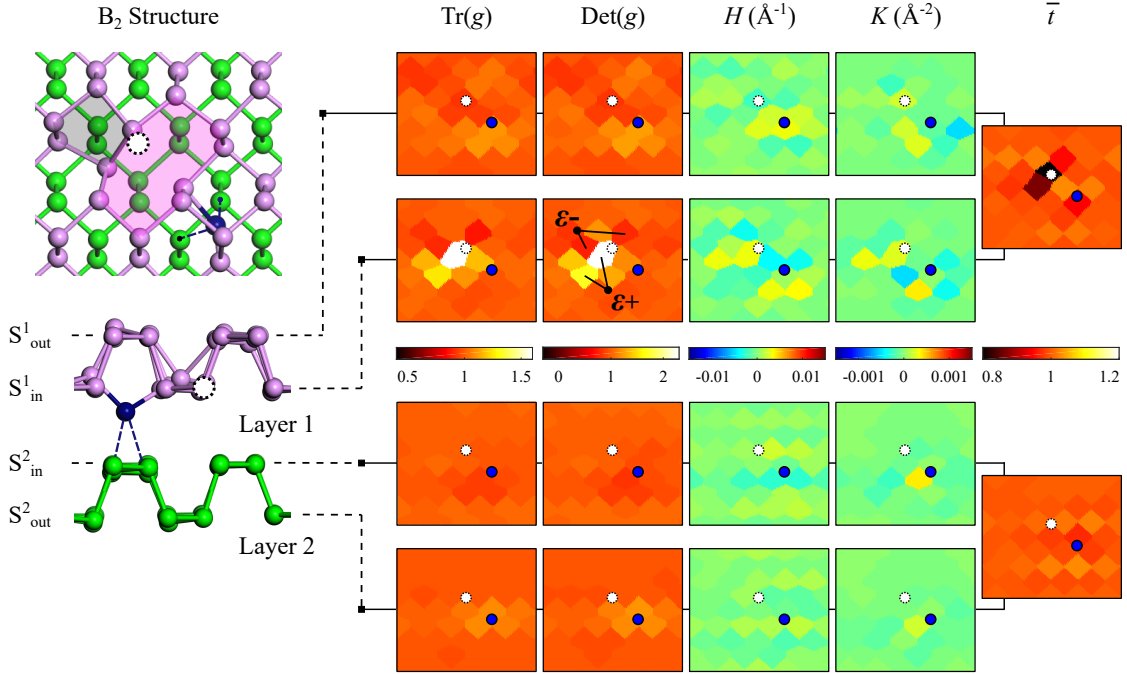 B₂ Structure
Tr(g)
Det(g)
H (Å⁻¹)
K (Å⁻²)
t̅
ε-
ε+
S¹out
S¹in
Layer 1
S²in
S²out
Layer 2
0.5 1 1.5
0 1 2
-0.01 0 0.01
-0.001 0 0.001
0.8 1 1.2